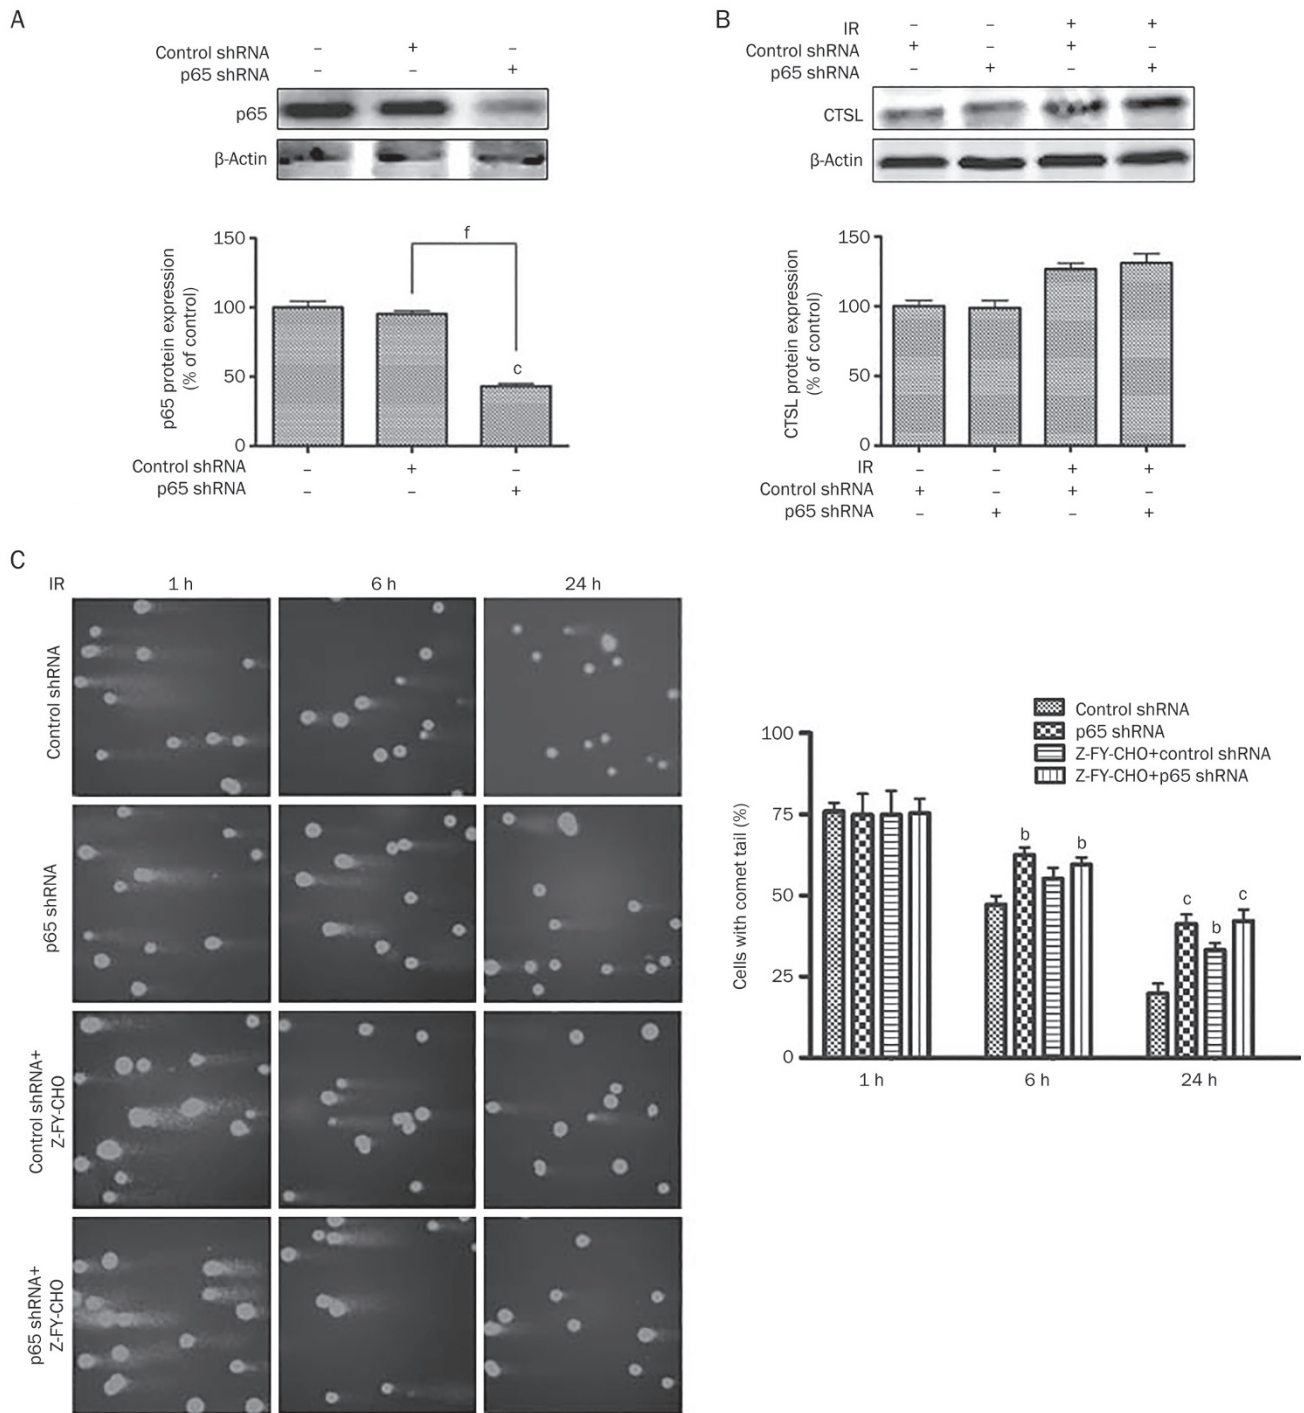 A
Control shRNA – + –
p65 shRNA – – +
p65
β-Actin
p65 protein expression
(% of control)
150
100
50
0
f
c
Control shRNA – + –
p65 shRNA – – +
B
IR – – + +
Control shRNA + – + –
p65 shRNA – + – +
CTSL
β-Actin
CTSL protein expression
(% of control)
150
100
50
0
IR – – + +
Control shRNA + – + –
p65 shRNA – + – +
C
IR 1 h 6 h 24 h
Control shRNA
p65 shRNA
Control shRNA+
Z-FY-CHO
p65 shRNA+
Z-FY-CHO
Control shRNA
p65 shRNA
Z-FY-CHO+control shRNA
Z-FY-CHO+p65 shRNA
Cells with comet tail (%)
100
75
50
25
0
b b
c b c
1 h 6 h 24 h